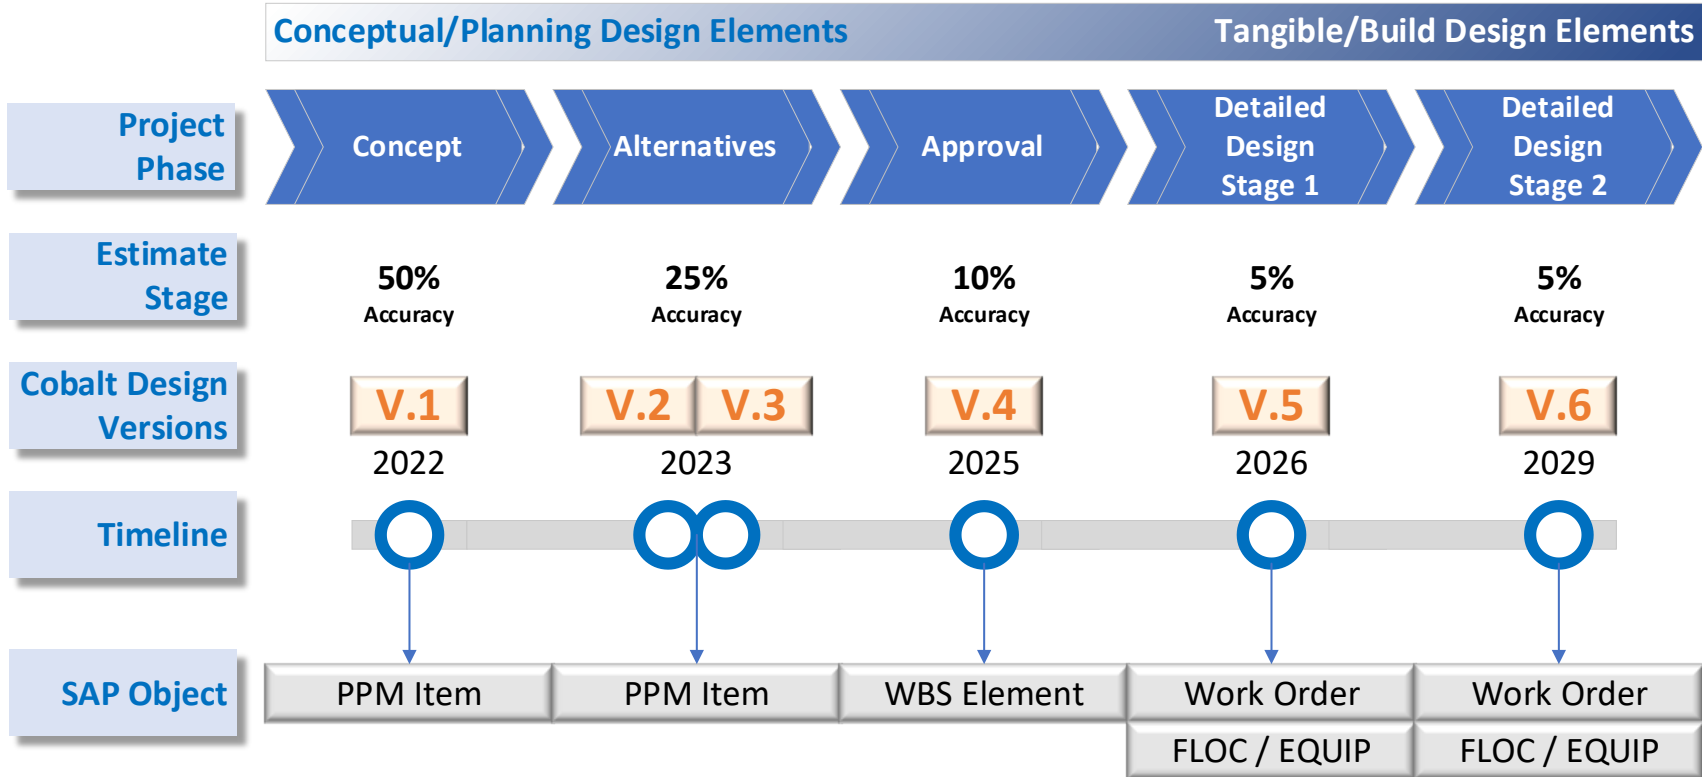 Conceptual/Planning Design Elements
Tangible/Build Design Elements
Project
Phase
Concept
Alternatives
Approval
Detailed
Design
Stage 1
Detailed
Design
Stage 2
Estimate
Stage
50%
Accuracy
25%
Accuracy
10%
Accuracy
5%
Accuracy
5%
Accuracy
Cobalt Design
Versions
V.1
V.2
V.3
V.4
V.5
V.6
2022
2023
2025
2026
2029
Timeline
SAP Object
PPM Item
PPM Item
WBS Element
Work Order
Work Order
FLOC / EQUIP
FLOC / EQUIP